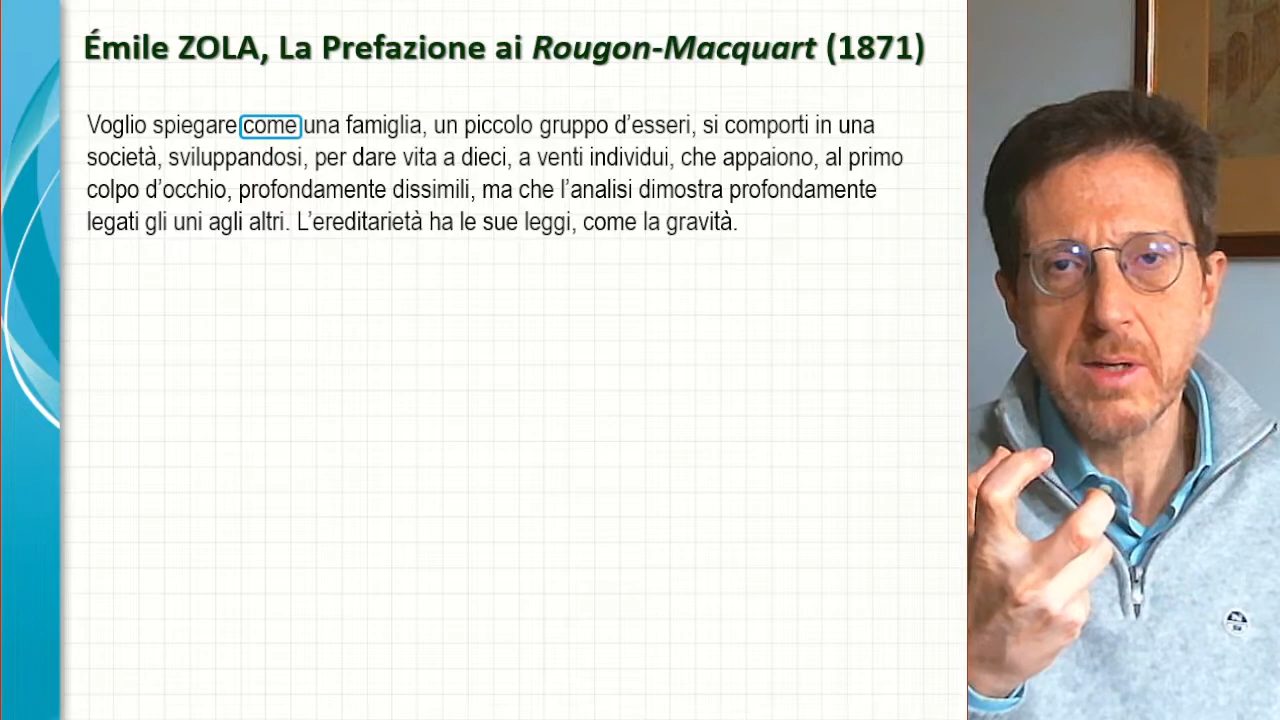 Émile ZOLA, La Prefazione ai Rougon-Macquart (1871)
Voglio spiegare come una famiglia, un piccolo gruppo d’esseri, si comporti in una
società, sviluppandosi, per dare vita a dieci, a venti individui, che appaiono, al primo
colpo d’occhio, profondamente dissimili, ma che l’analisi dimostra profondamente
legati gli uni agli altri. L’ereditarietà ha le sue leggi, come la gravità.